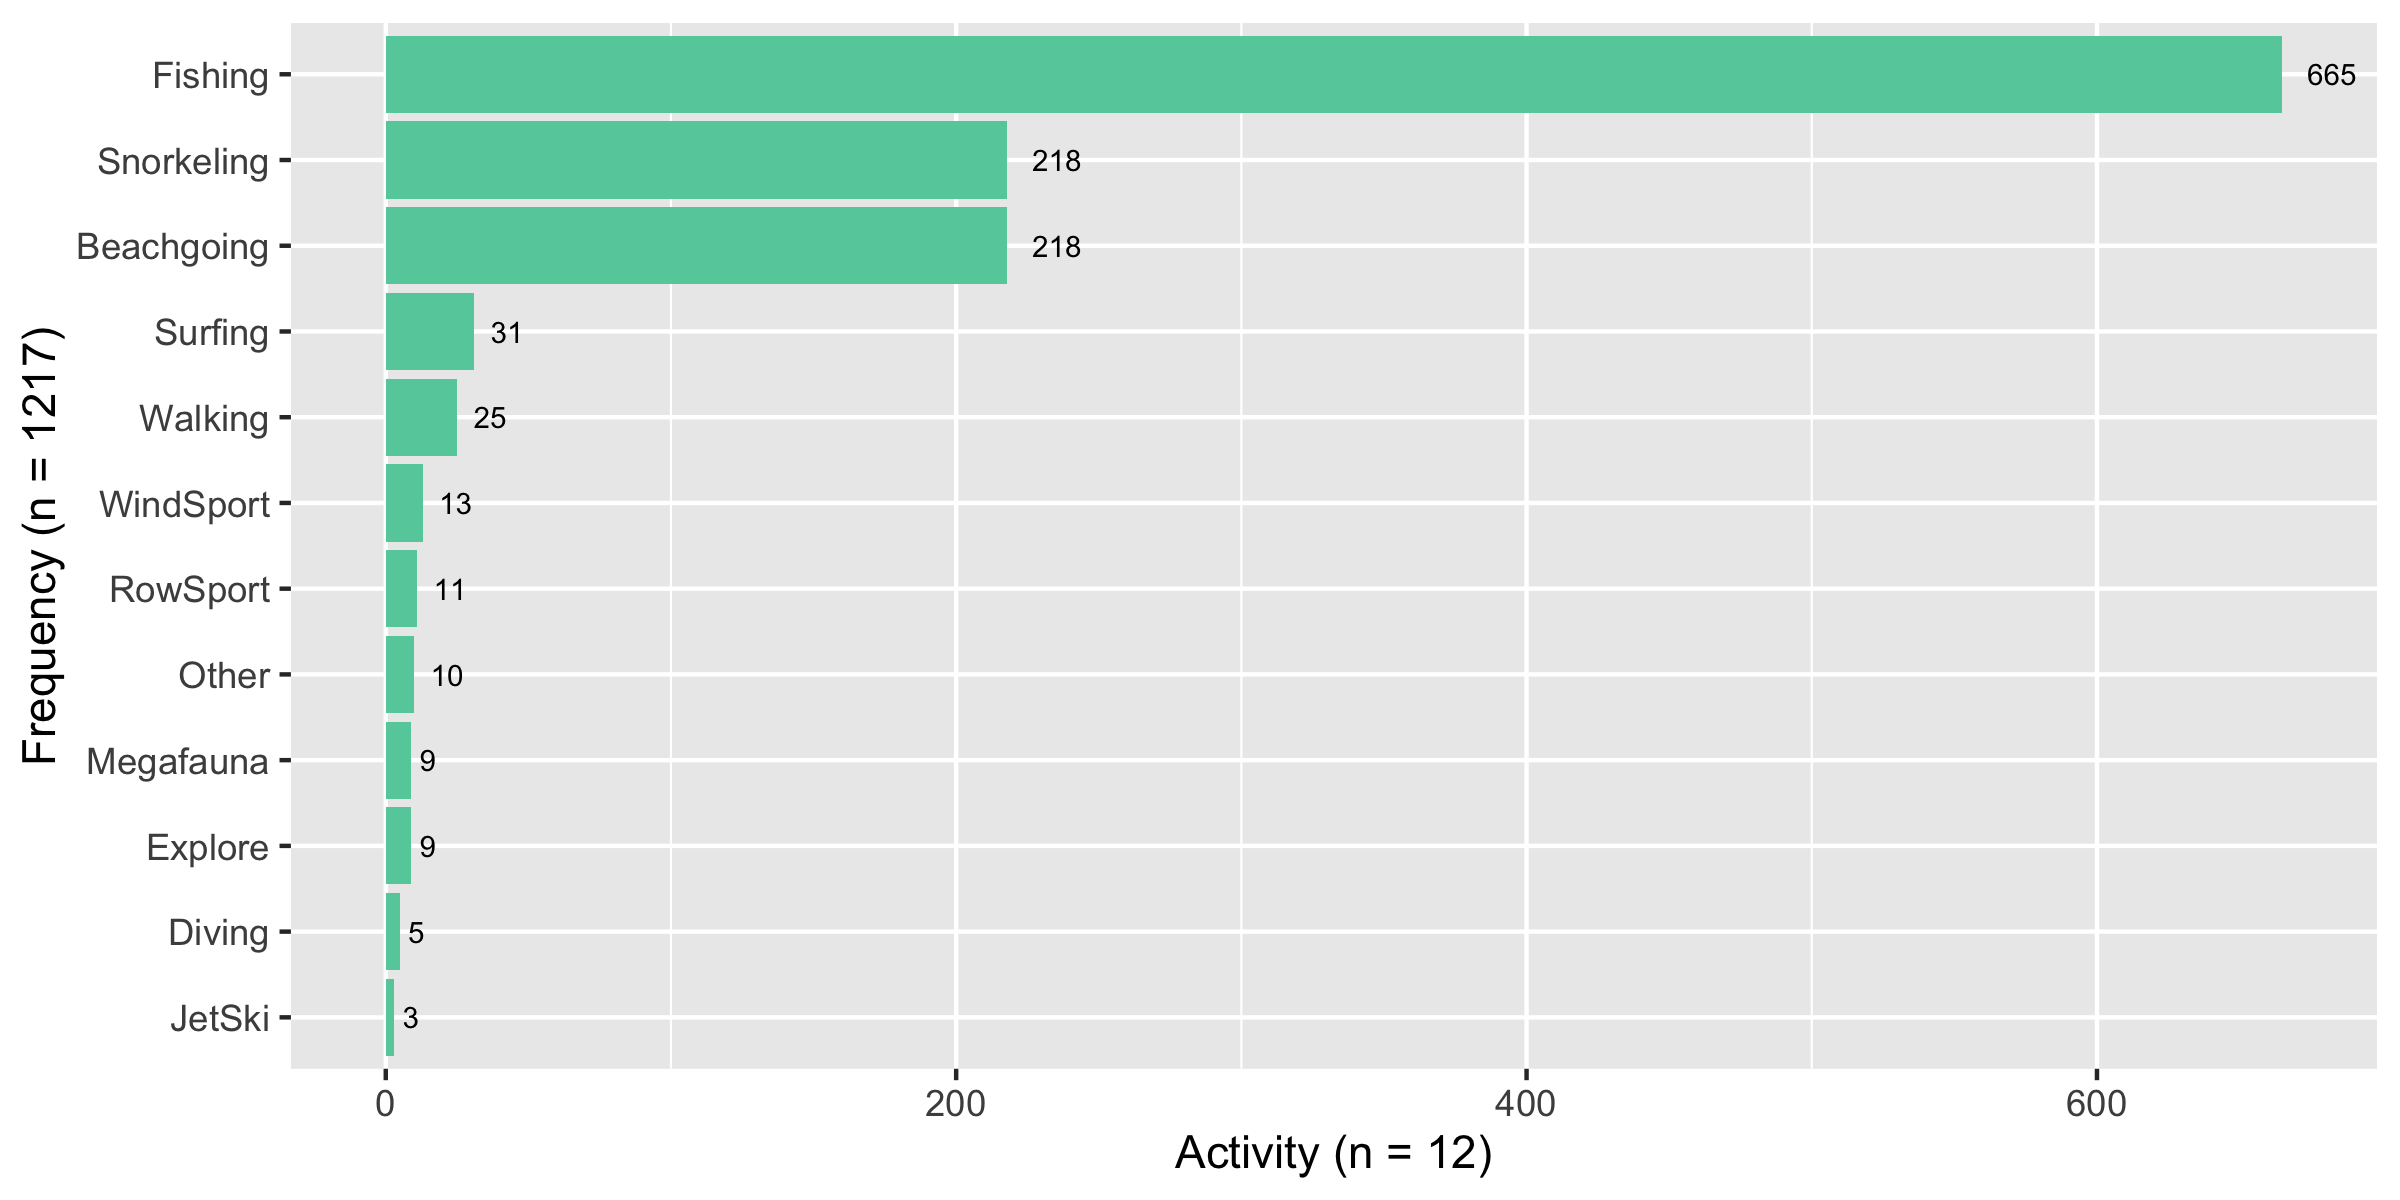 Frequency (n = 1217)
Fishing 665
Snorkeling 218
Beachgoing 218
Surfing 31
Walking 25
WindSport 13
RowSport 11
Other 10
Megafauna 9
Explore 9
Diving 5
JetSki 3
0 200 400 600
Activity (n = 12)